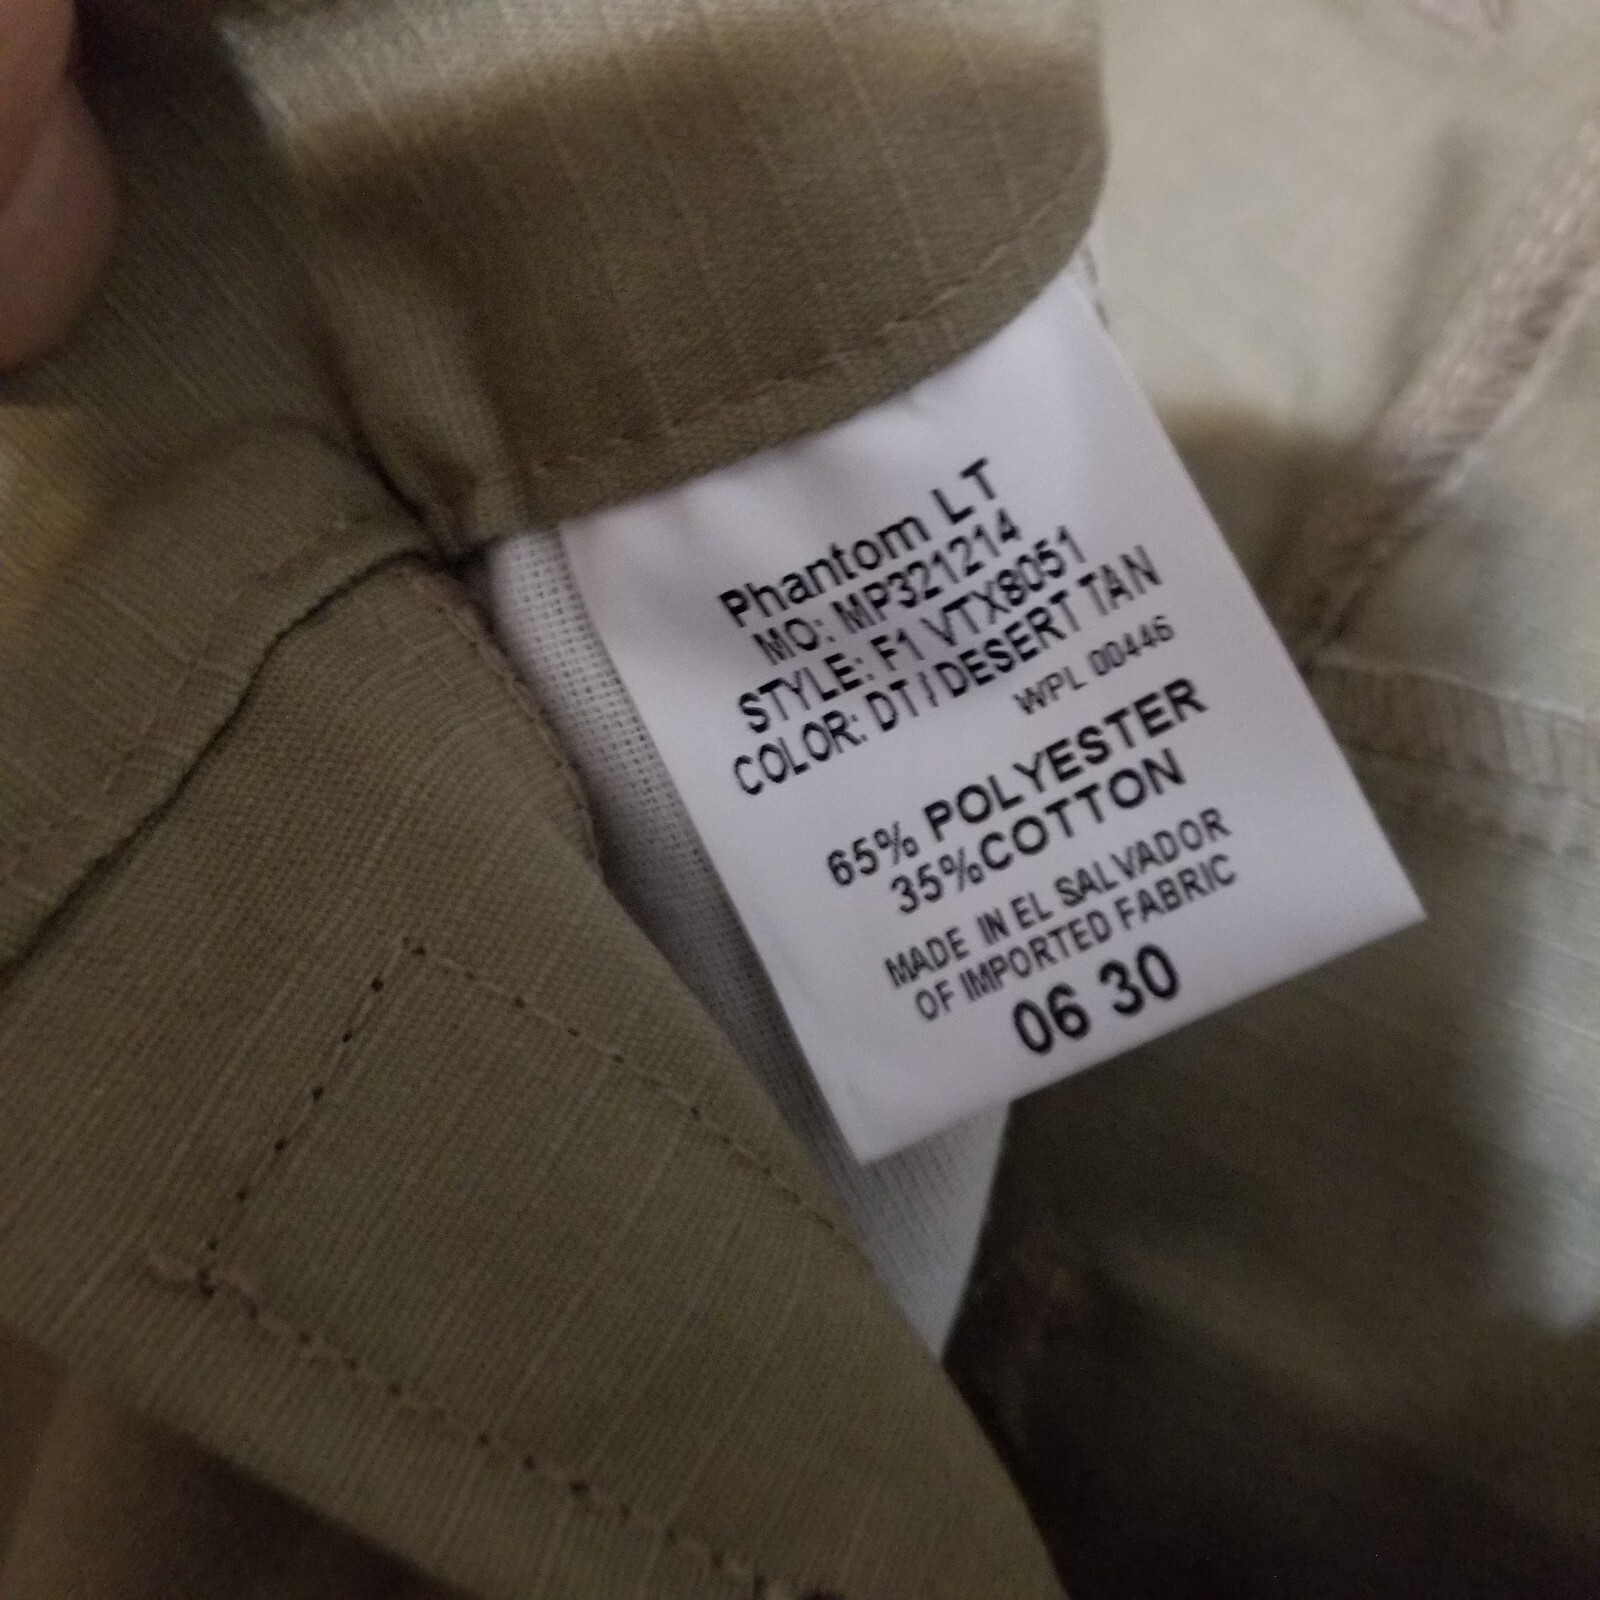 Phantom LT
MO: MP321214
STYLE: F1 VTX8051
COLOR: DT / DESERT TAN
WPL 00446
65% POLYESTER
35%COTTON
MADE IN EL SALVADOR
OF IMPORTED FABRIC
06 30